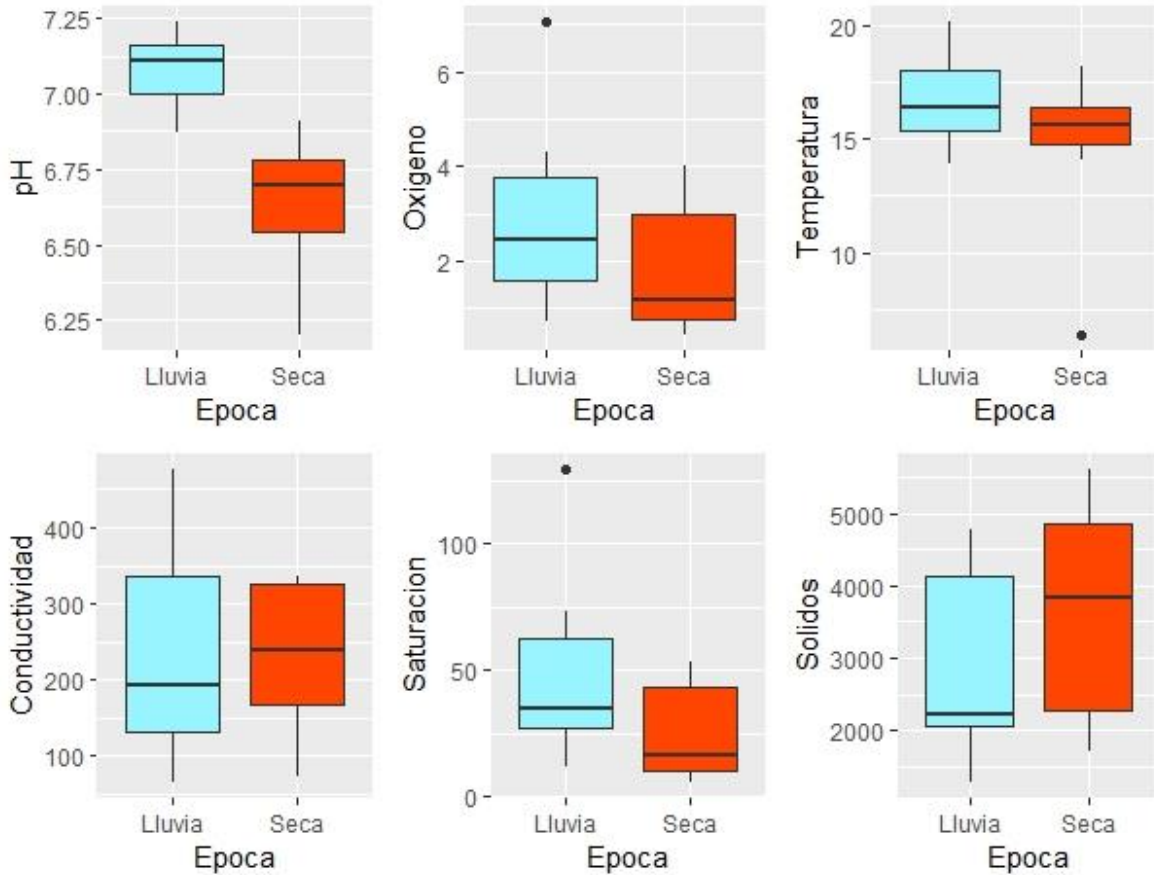 pH
7.25
7.00
6.75
6.50
6.25
Lluvia Seca
Epoca
Oxigeno
6
4
2
Lluvia Seca
Epoca
Temperatura
20
15
10
Lluvia Seca
Epoca
Conductividad
400
300
200
100
Lluvia Seca
Epoca
Saturacion
100
50
0
Lluvia Seca
Epoca
Solidos
5000
4000
3000
2000
Lluvia Seca
Epoca